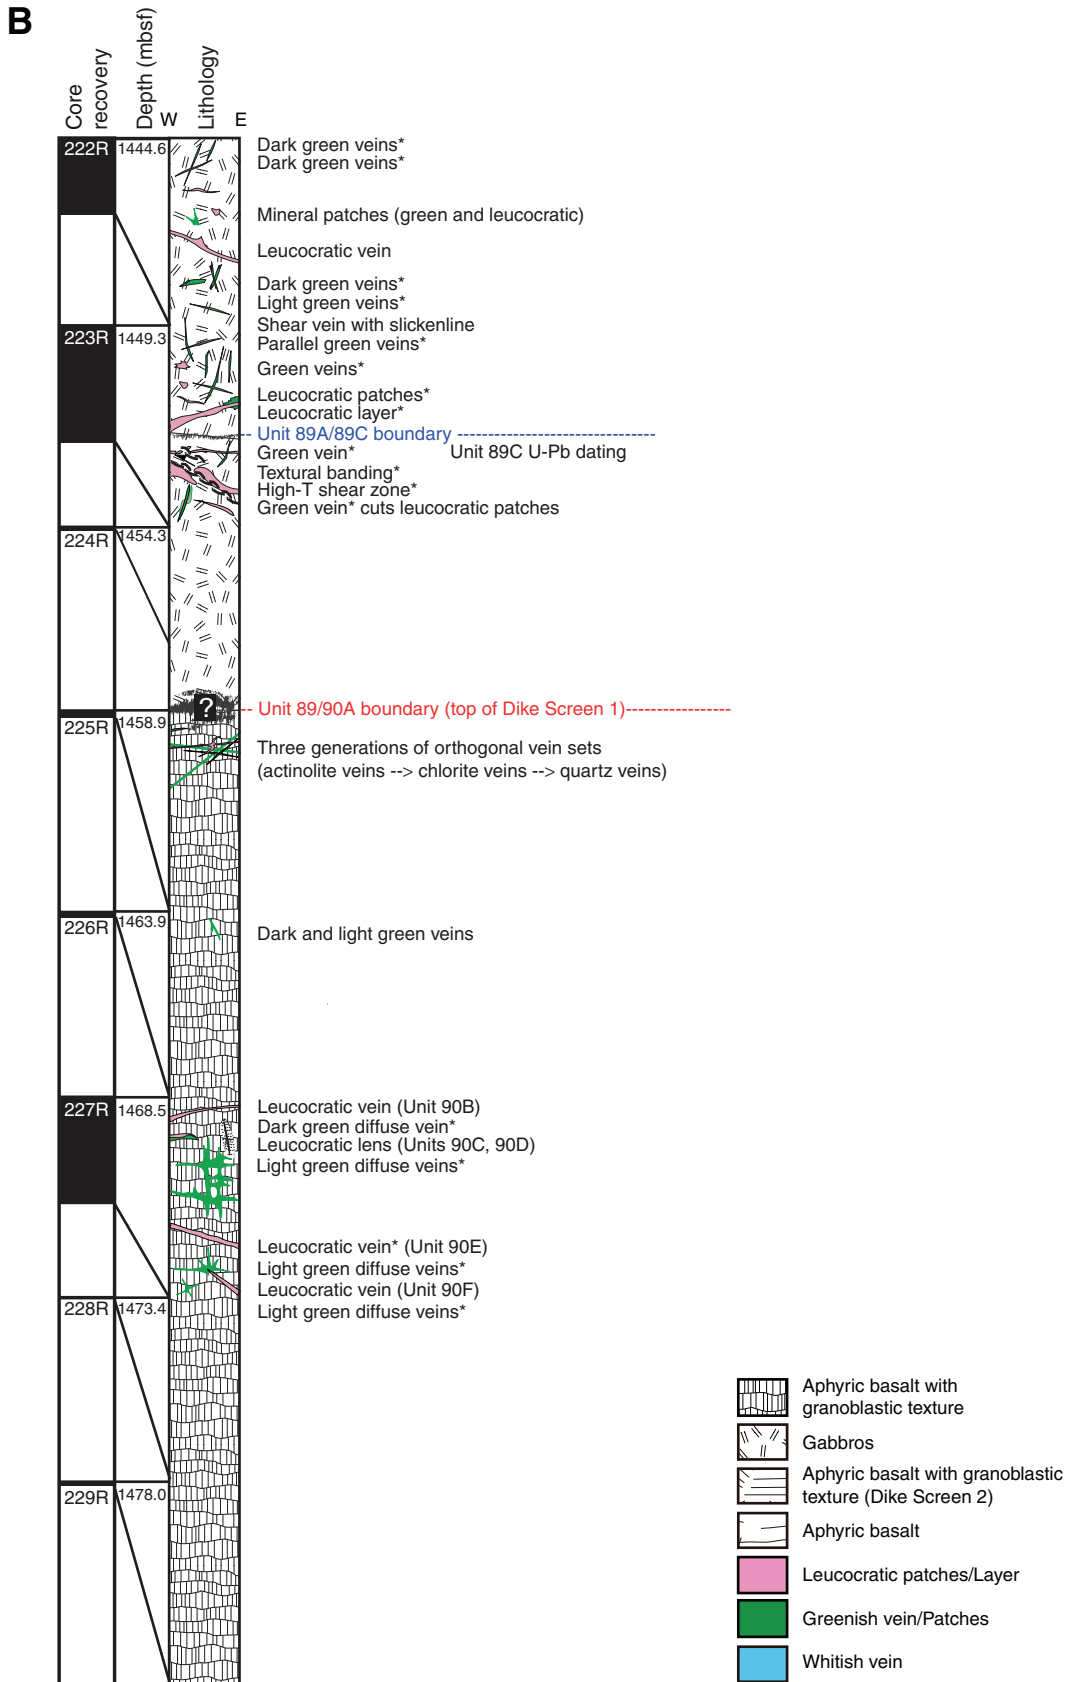 B
Core
recovery
Depth (mbsf)
Lithology
W
E
222R
1444.6
Dark green veins*
Dark green veins*
Mineral patches (green and leucocratic)
Leucocratic vein
Dark green veins*
Light green veins*
Shear vein with slickenline
223R
1449.3
Parallel green veins*
Green veins*
Leucocratic patches*
Leucocratic layer*
Unit 89A/89C boundary
Green vein*
Unit 89C U-Pb dating
Textural banding*
High-T shear zone*
Green vein* cuts leucocratic patches
224R
1454.3
?
Unit 89/90A boundary (top of Dike Screen 1)
225R
1458.9
Three generations of orthogonal vein sets
(actinolite veins --> chlorite veins --> quartz veins)
226R
1463.9
Dark and light green veins
227R
1468.5
Leucocratic vein (Unit 90B)
Dark green diffuse vein*
Leucocratic lens (Units 90C, 90D)
Light green diffuse veins*
Leucocratic vein* (Unit 90E)
Light green diffuse veins*
Leucocratic vein (Unit 90F)
228R
1473.4
Light green diffuse veins*
229R
1478.0
Aphyric basalt with
granoblastic texture
Gabbros
Aphyric basalt with granoblastic
texture (Dike Screen 2)
Aphyric basalt
Leucocratic patches/Layer
Greenish vein/Patches
Whitish vein